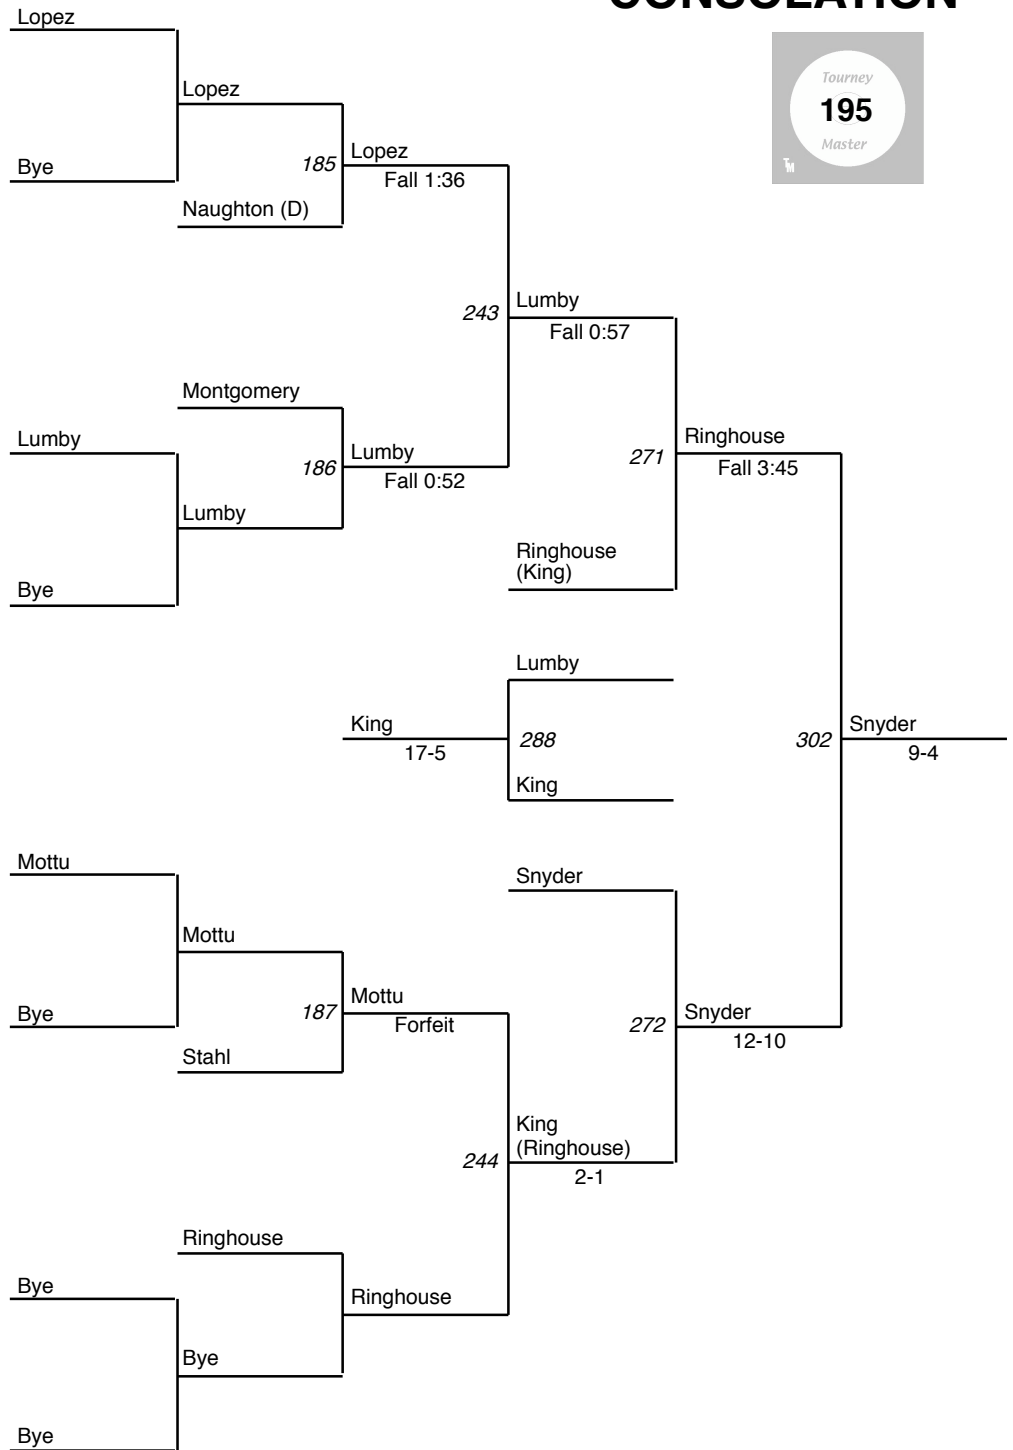 CONSOLATION
Lopez
Tourney
195
Master
TM
Lopez
Bye
185
Lopez
Fall 1:36
Naughton (D)
243
Lumby
Fall 0:57
Montgomery
Lumby
186
Lumby
Fall 0:52
271
Ringhouse
Fall 3:45
Lumby
Ringhouse
(King)
Bye
Lumby
King
17-5
288
302
Snyder
9-4
King
Mottu
Snyder
Mottu
Bye
187
Mottu
Forfeit
272
Snyder
12-10
Stahl
King
(Ringhouse)
244
2-1
Ringhouse
Bye
Ringhouse
Bye
Bye